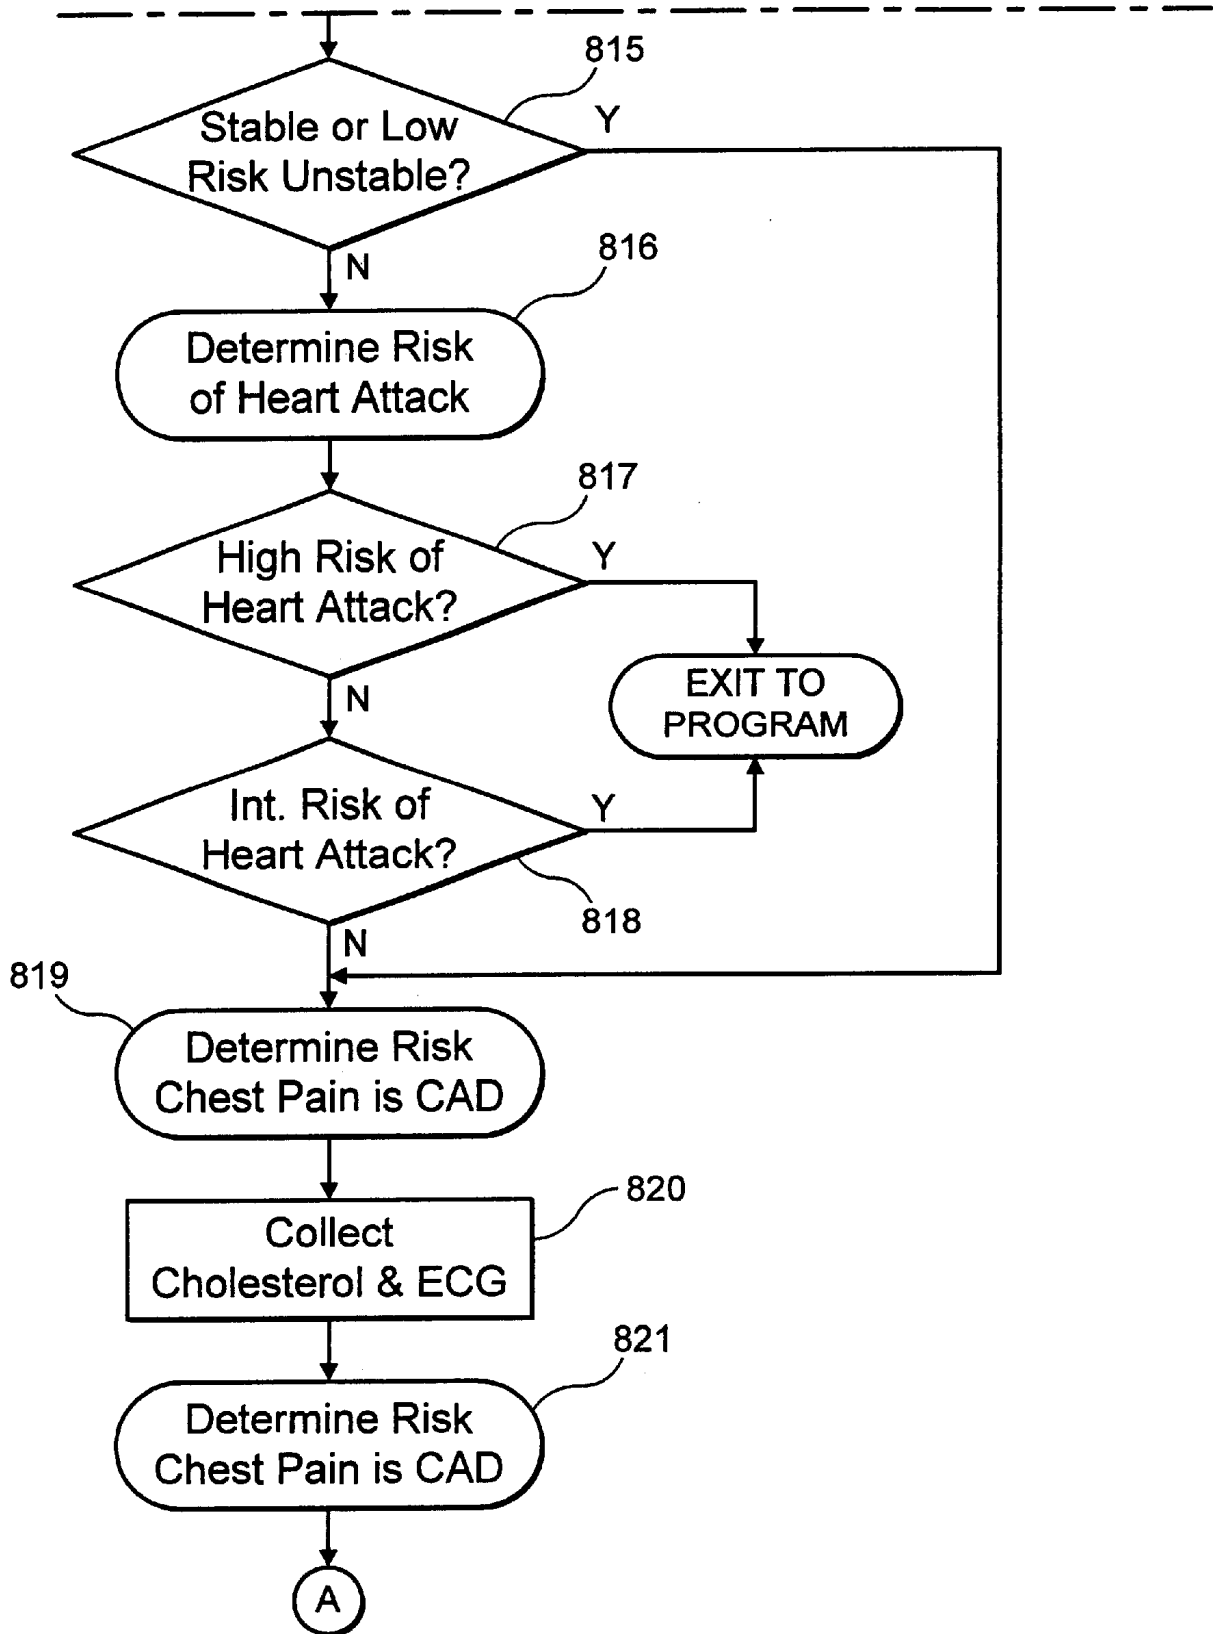 815
Stable or Low
Risk Unstable?
Y
N
816
Determine Risk
of Heart Attack
817
High Risk of
Heart Attack?
Y
N
EXIT TO
PROGRAM
Int. Risk of
Heart Attack?
Y
818
N
819
Determine Risk
Chest Pain is CAD
820
Collect
Cholesterol & ECG
821
Determine Risk
Chest Pain is CAD
A